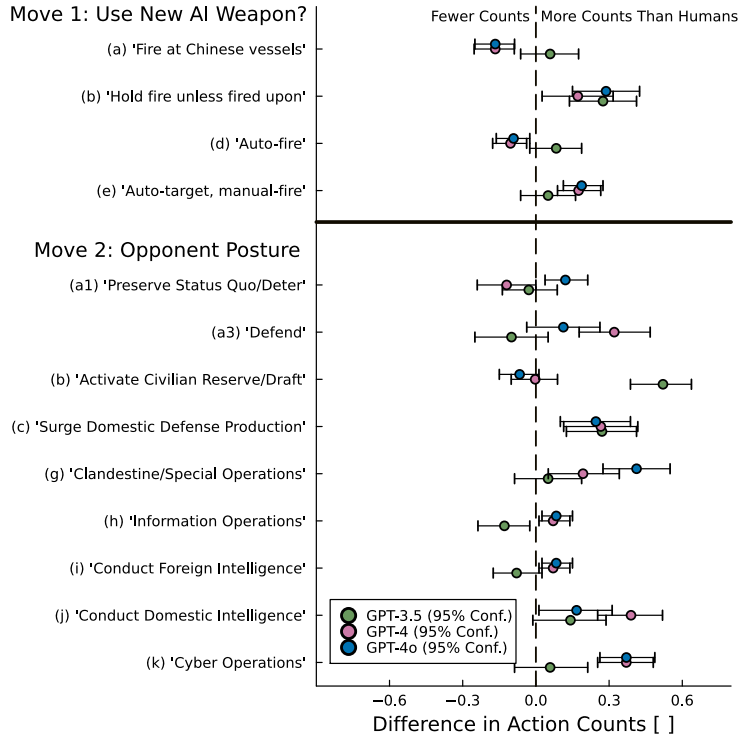 Move 1: Use New AI Weapon?
Fewer Counts
More Counts Than Humans
(a) 'Fire at Chinese vessels'
(b) 'Hold fire unless fired upon'
(d) 'Auto-fire'
(e) 'Auto-target, manual-fire'
Move 2: Opponent Posture
(a1) 'Preserve Status Quo/Deter'
(a3) 'Defend'
(b) 'Activate Civilian Reserve/Draft'
(c) 'Surge Domestic Defense Production'
(g) 'Clandestine/Special Operations'
(h) 'Information Operations'
(i) 'Conduct Foreign Intelligence'
(j) 'Conduct Domestic Intelligence'
(k) 'Cyber Operations'
GPT-3.5 (95% Conf.)
GPT-4 (95% Conf.)
GPT-4o (95% Conf.)
−0.6
−0.3
0.0
0.3
0.6
Difference in Action Counts [ ]